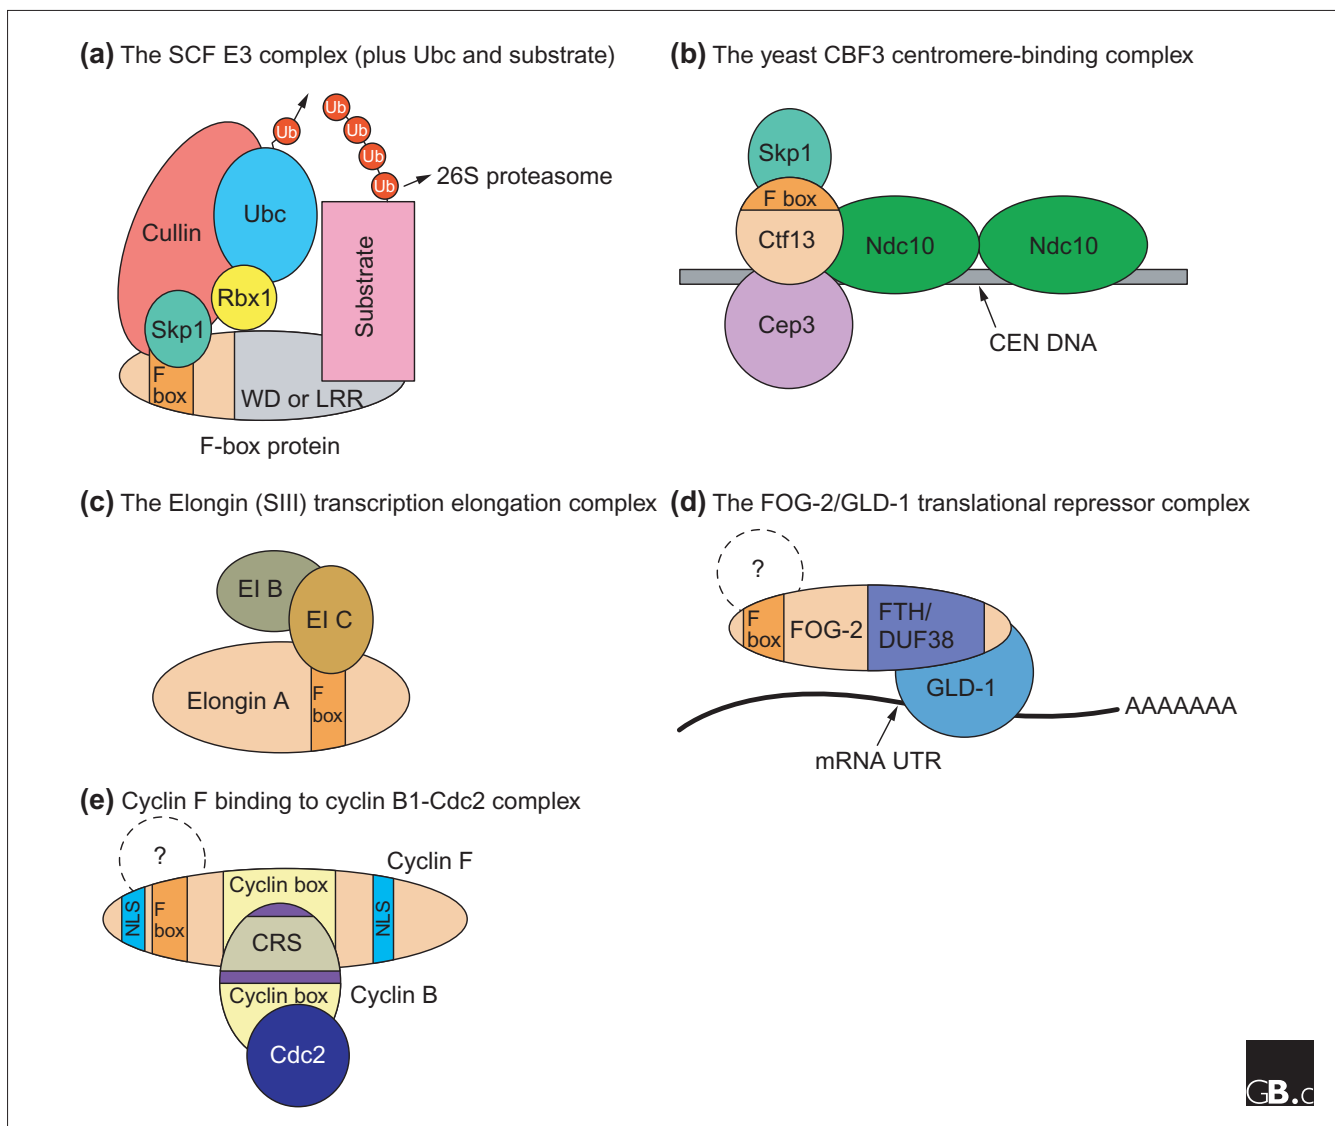 (a) The SCF E3 complex (plus Ubc and substrate)
Ub
Ub
Ub
Ub
Ub
26S proteasome
Cullin
Ubc
Rbx1
Skp1
Substrate
F
box
WD or LRR
F-box protein
(b) The yeast CBF3 centromere-binding complex
Skp1
F box
Ctf13
Ndc10
Ndc10
Cep3
CEN DNA
(c) The Elongin (SIII) transcription elongation complex
El B
El C
Elongin A
F
box
(d) The FOG-2/GLD-1 translational repressor complex
?
F
box
FOG-2
FTH/
DUF38
GLD-1
AAAAAAA
mRNA UTR
(e) Cyclin F binding to cyclin B1-Cdc2 complex
?
Cyclin F
NLS
F
box
Cyclin box
NLS
CRS
Cyclin box
Cyclin B
Cdc2
GB.c